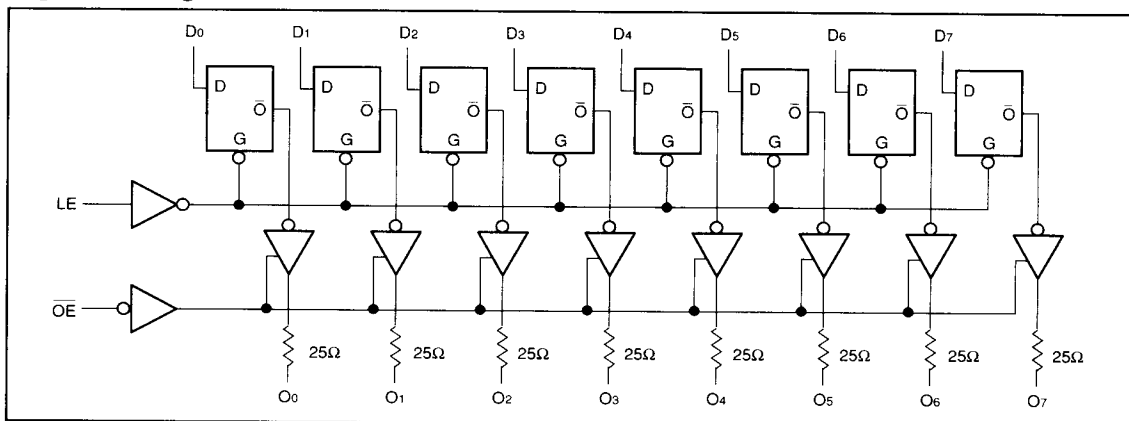 D0 D1 D2 D3 D4 D5 D6 D7
D D D D D D D D
O̅ O̅ O̅ O̅ O̅ O̅ O̅ O̅
G G G G G G G G
LE
O̅E̅
25Ω 25Ω 25Ω 25Ω 25Ω 25Ω 25Ω 25Ω
O0 O1 O2 O3 O4 O5 O6 O7